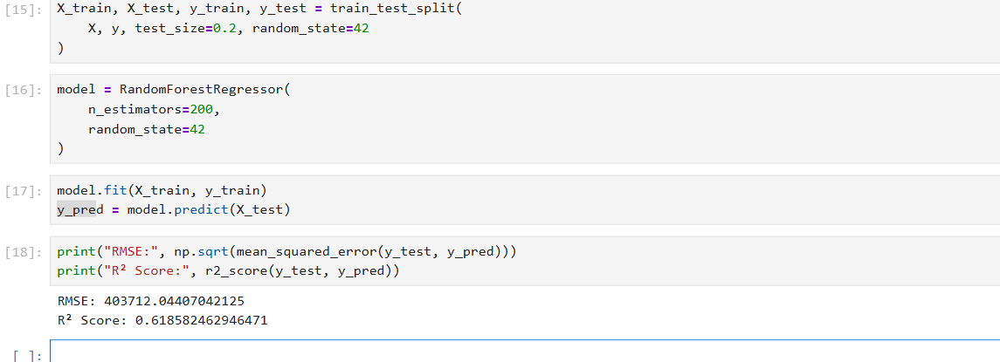 [15]: X_train, X_test, y_train, y_test = train_test_split(
    X, y, test_size=0.2, random_state=42
)
[16]: model = RandomForestRegressor(
    n_estimators=200,
    random_state=42
)
[17]: model.fit(X_train, y_train)
y_pred = model.predict(X_test)
[18]: print("RMSE:", np.sqrt(mean_squared_error(y_test, y_pred)))
print("R² Score:", r2_score(y_test, y_pred))
RMSE: 403712.04407042125
R² Score: 0.618582462946471
[ ]: